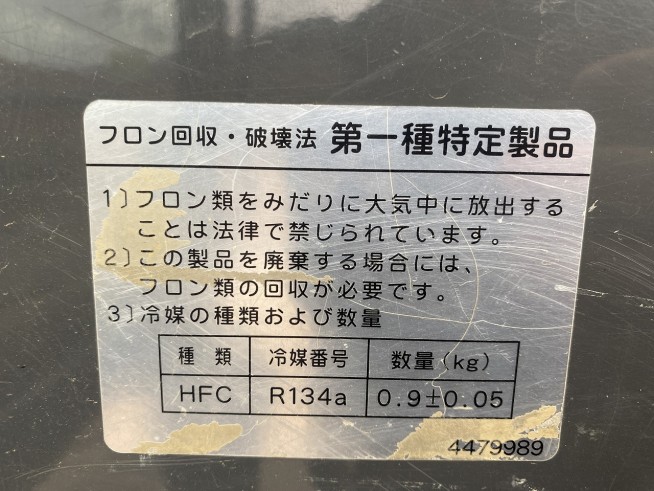 フロン回収・破壊法 第一種特定製品
1)フロン類をみだりに大気中に放出する
ことは法律で禁じられています。
2)この製品を廃棄する場合には、
フロン類の回収が必要です。
3)冷媒の種類および数量
種 類 冷媒番号 数量(kg)
HFC R134a 0.9±0.05
4479989